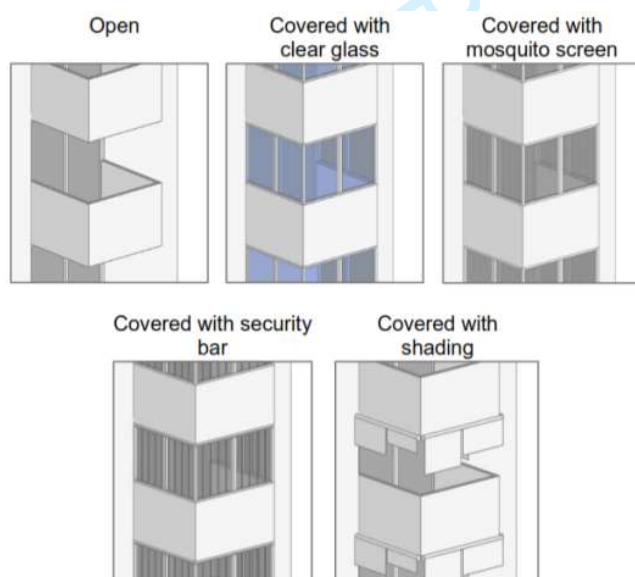 Open
Covered with
clear glass
Covered with
mosquito screen
Covered with security
bar
Covered with
shading